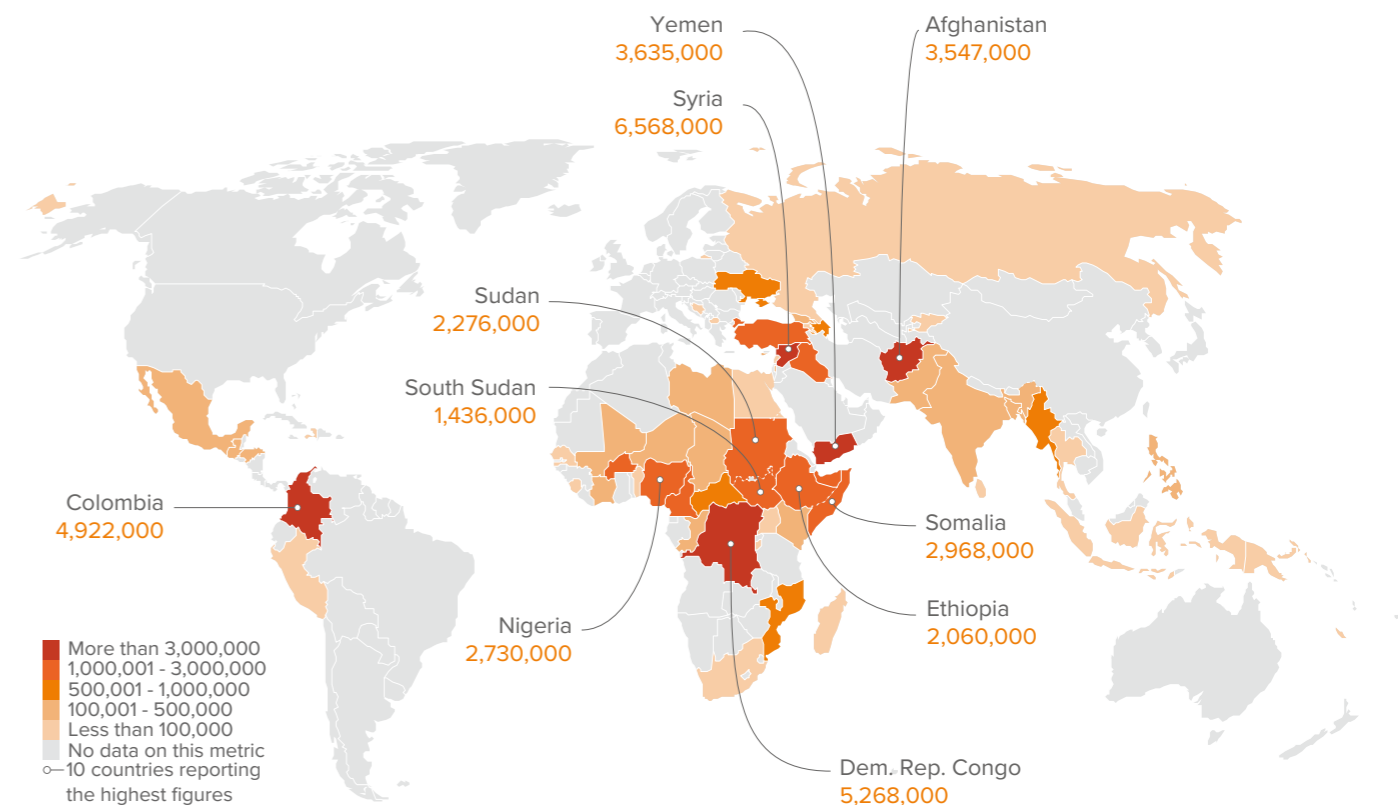 Yemen
3,635,000
Afghanistan
3,547,000
Syria
6,568,000
Sudan
2,276,000
South Sudan
1,436,000
Colombia
4,922,000
Somalia
2,968,000
Ethiopia
2,060,000
Nigeria
2,730,000
Dem. Rep. Congo
5,268,000
More than 3,000,000
1,000,001 - 3,000,000
500,001 - 1,000,000
100,001 - 500,000
Less than 100,000
No data on this metric
10 countries reporting
the highest figures